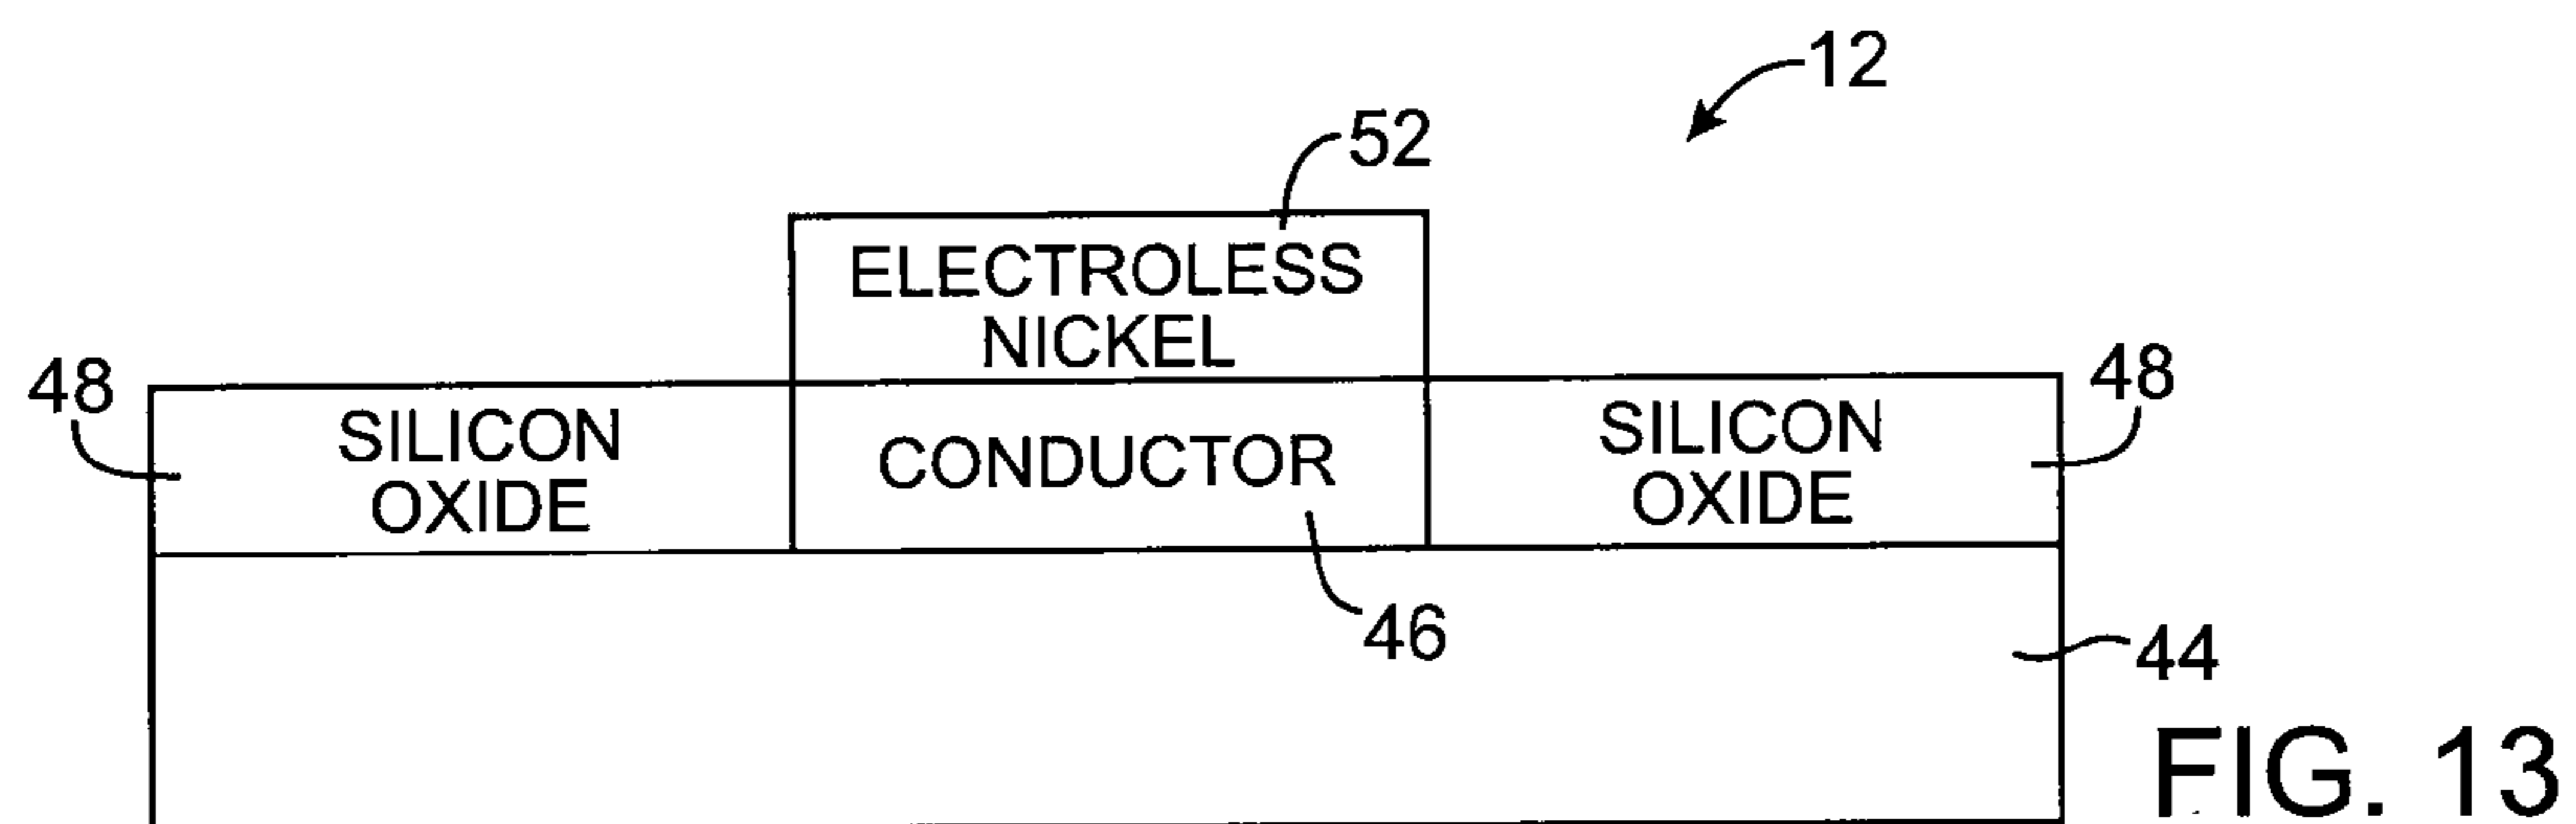 12
52
ELECTROLESS
NICKEL
48
SILICON
OXIDE
CONDUCTOR
SILICON
OXIDE
48
46
44
FIG. 13